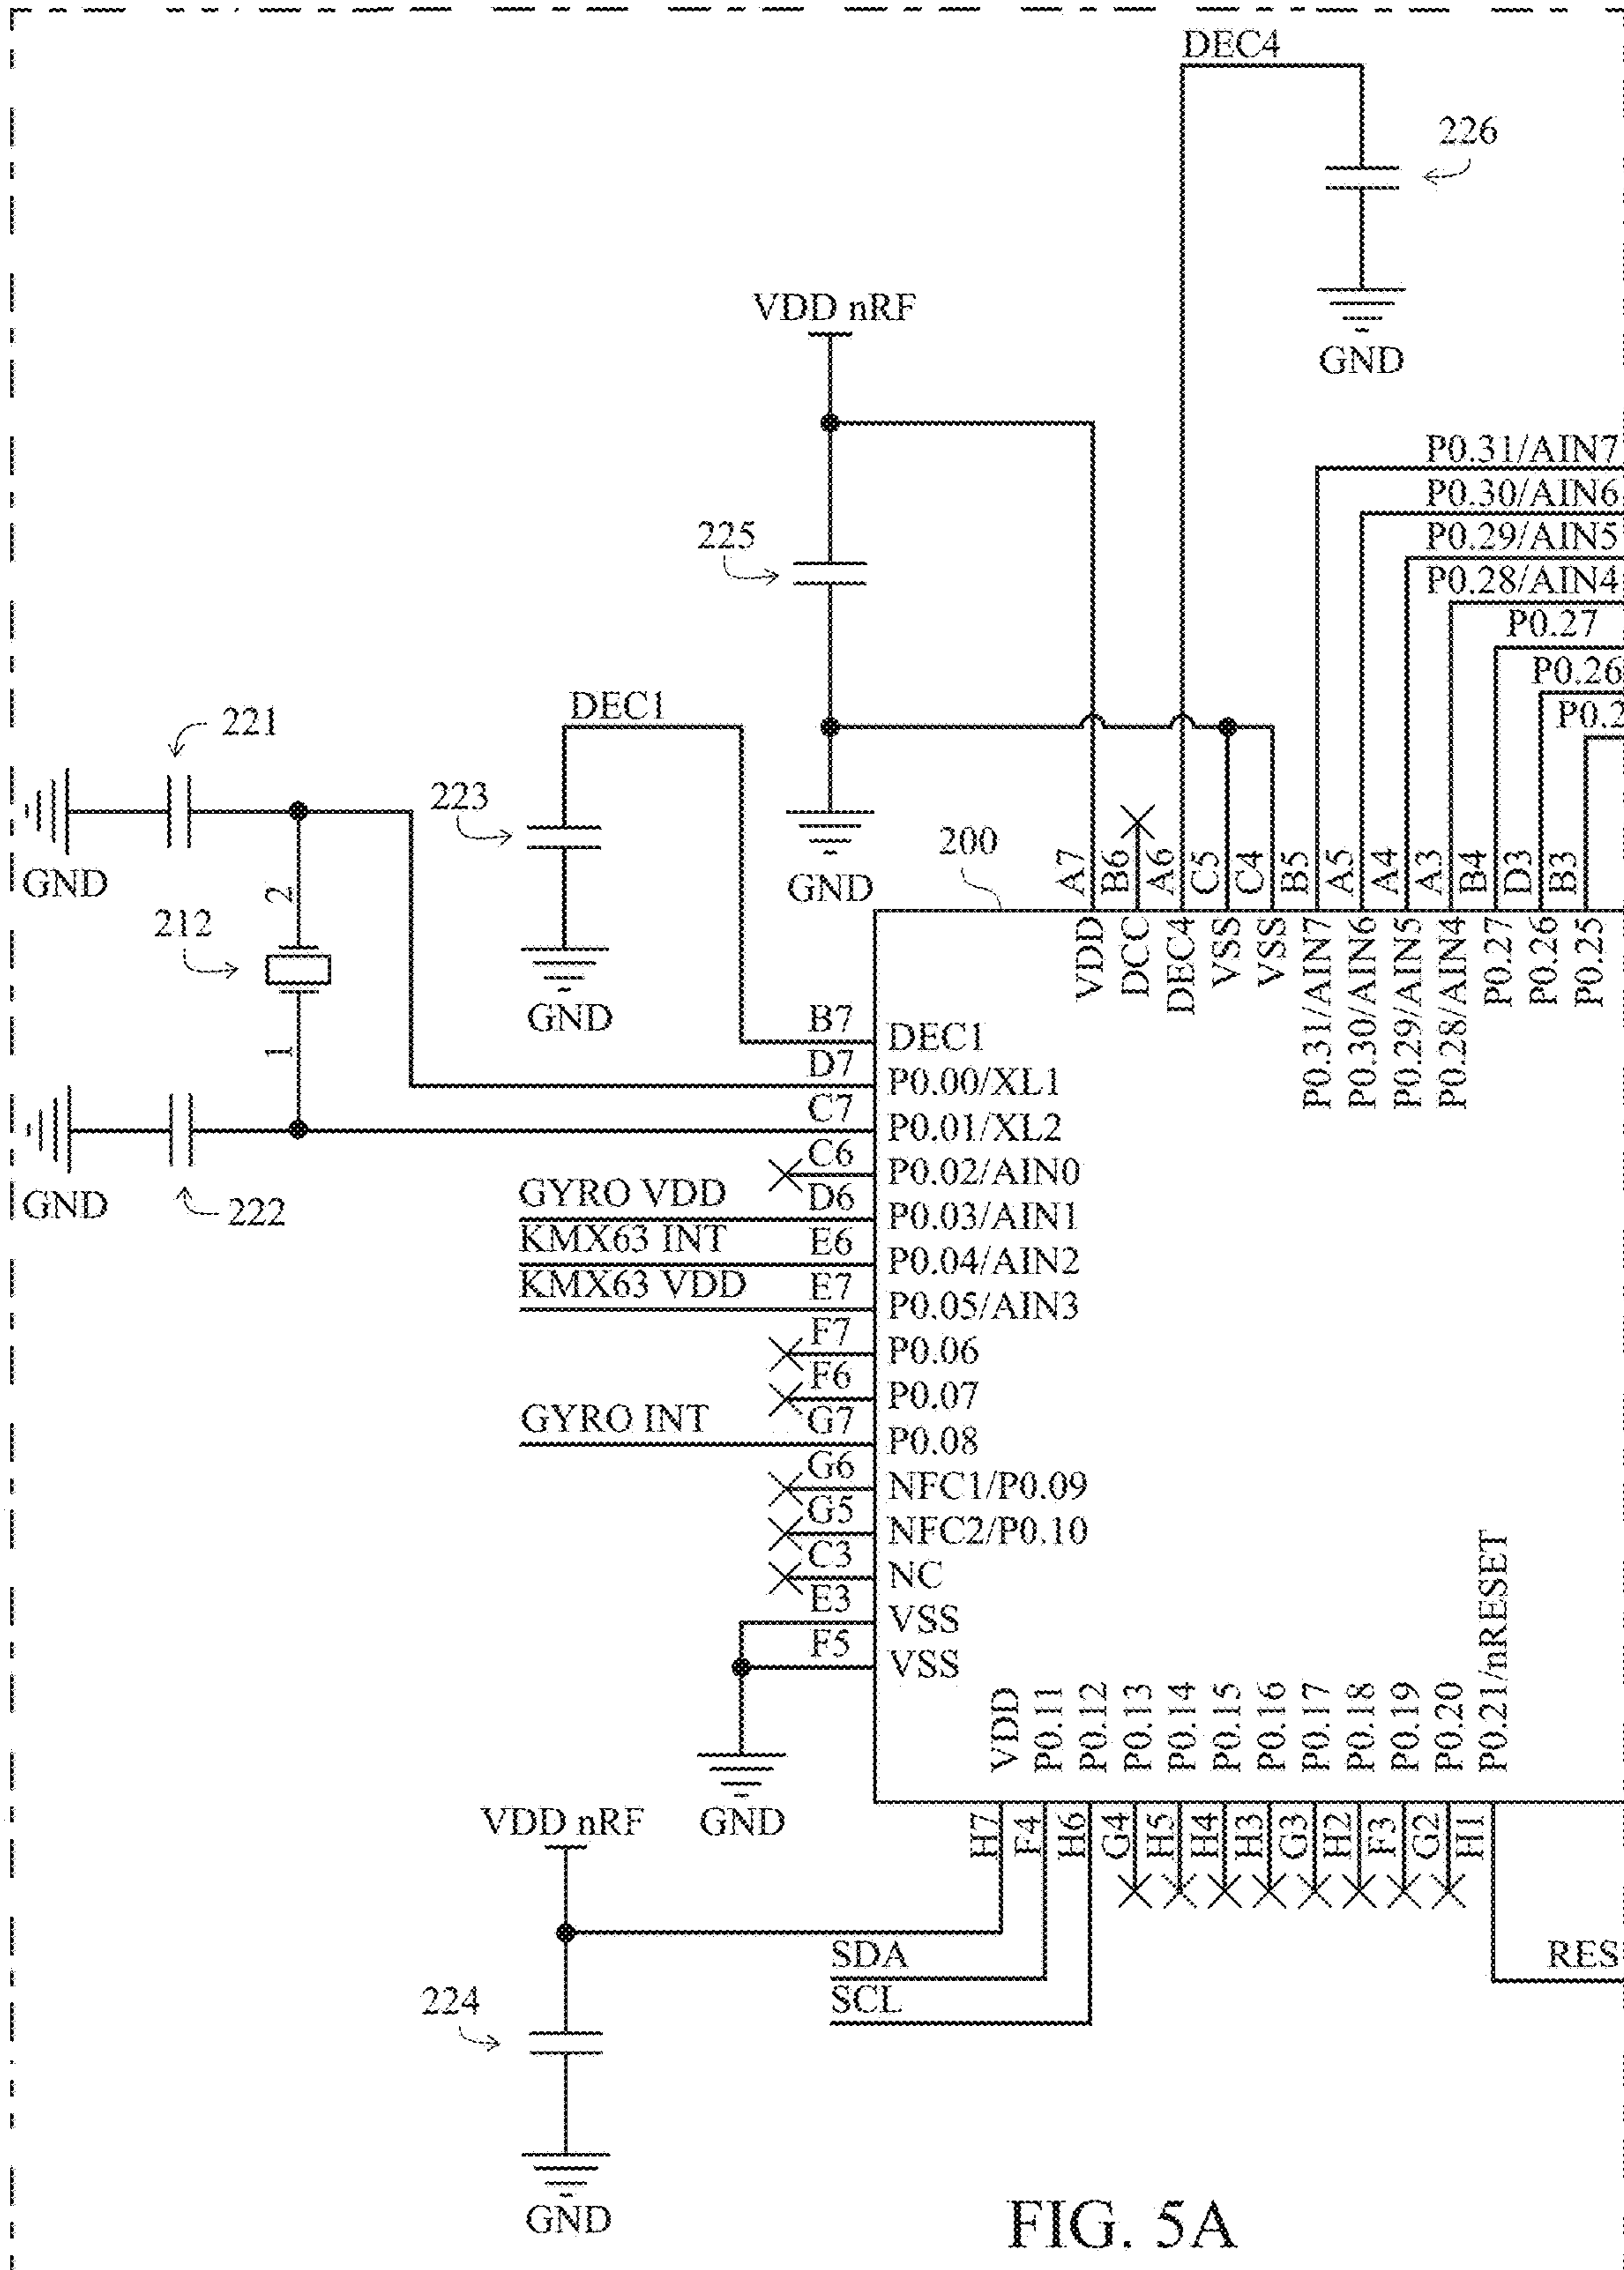 DEC4
226
GND
VDD nRF
P0.31/AIN7
P0.30/AIN6
P0.29/AIN5
P0.28/AIN4
P0.27
P0.26
P0.2
225
DEC1
221
223
GND
GND
200
2
212
1
GND
GND
222
A7
B6
A6
C5
C4
B5
A5
A4
A3
B4
D3
B3
VDD
DCC
DEC4
VSS
VSS
P0.31/AIN7
P0.30/AIN6
P0.29/AIN5
P0.28/AIN4
P0.27
P0.26
P0.25
B7 DEC1
D7 P0.00/XL1
C7 P0.01/XL2
C6 P0.02/AIN0
GYRO VDD D6 P0.03/AIN1
KMX63 INT E6 P0.04/AIN2
KMX63 VDD E7 P0.05/AIN3
F7 P0.06
F6 P0.07
GYRO INT G7 P0.08
G6 NFC1/P0.09
G5 NFC2/P0.10
C3 NC
E3 VSS
F5 VSS
GND
VDD
P0.11
P0.12
P0.13
P0.14
P0.15
P0.16
P0.17
P0.18
P0.19
P0.20
P0.21/nRESET
H7
F4
H6
G4
H5
H4
H3
G3
H2
F3
G2
H1
VDD nRF
SDA
SCL
RES
224
GND
FIG. 5A